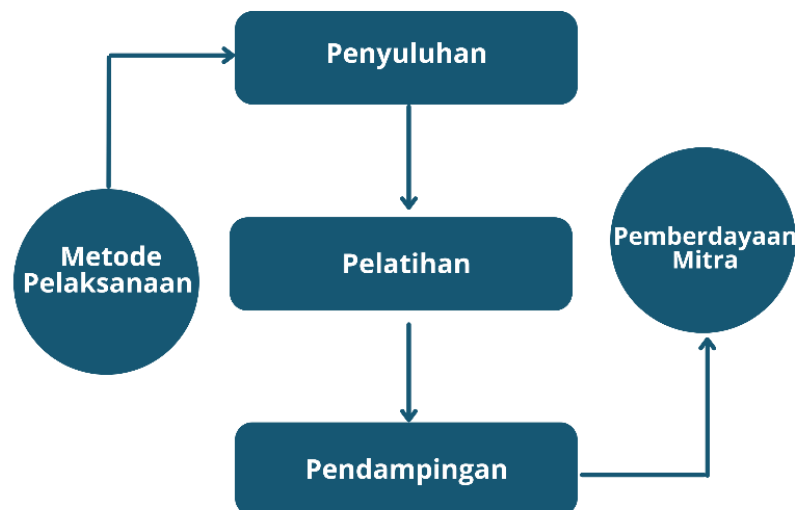 Penyuluhan
Metode
Pelaksanaan
Pelatihan
Pemberdayaan
Mitra
Pendampingan